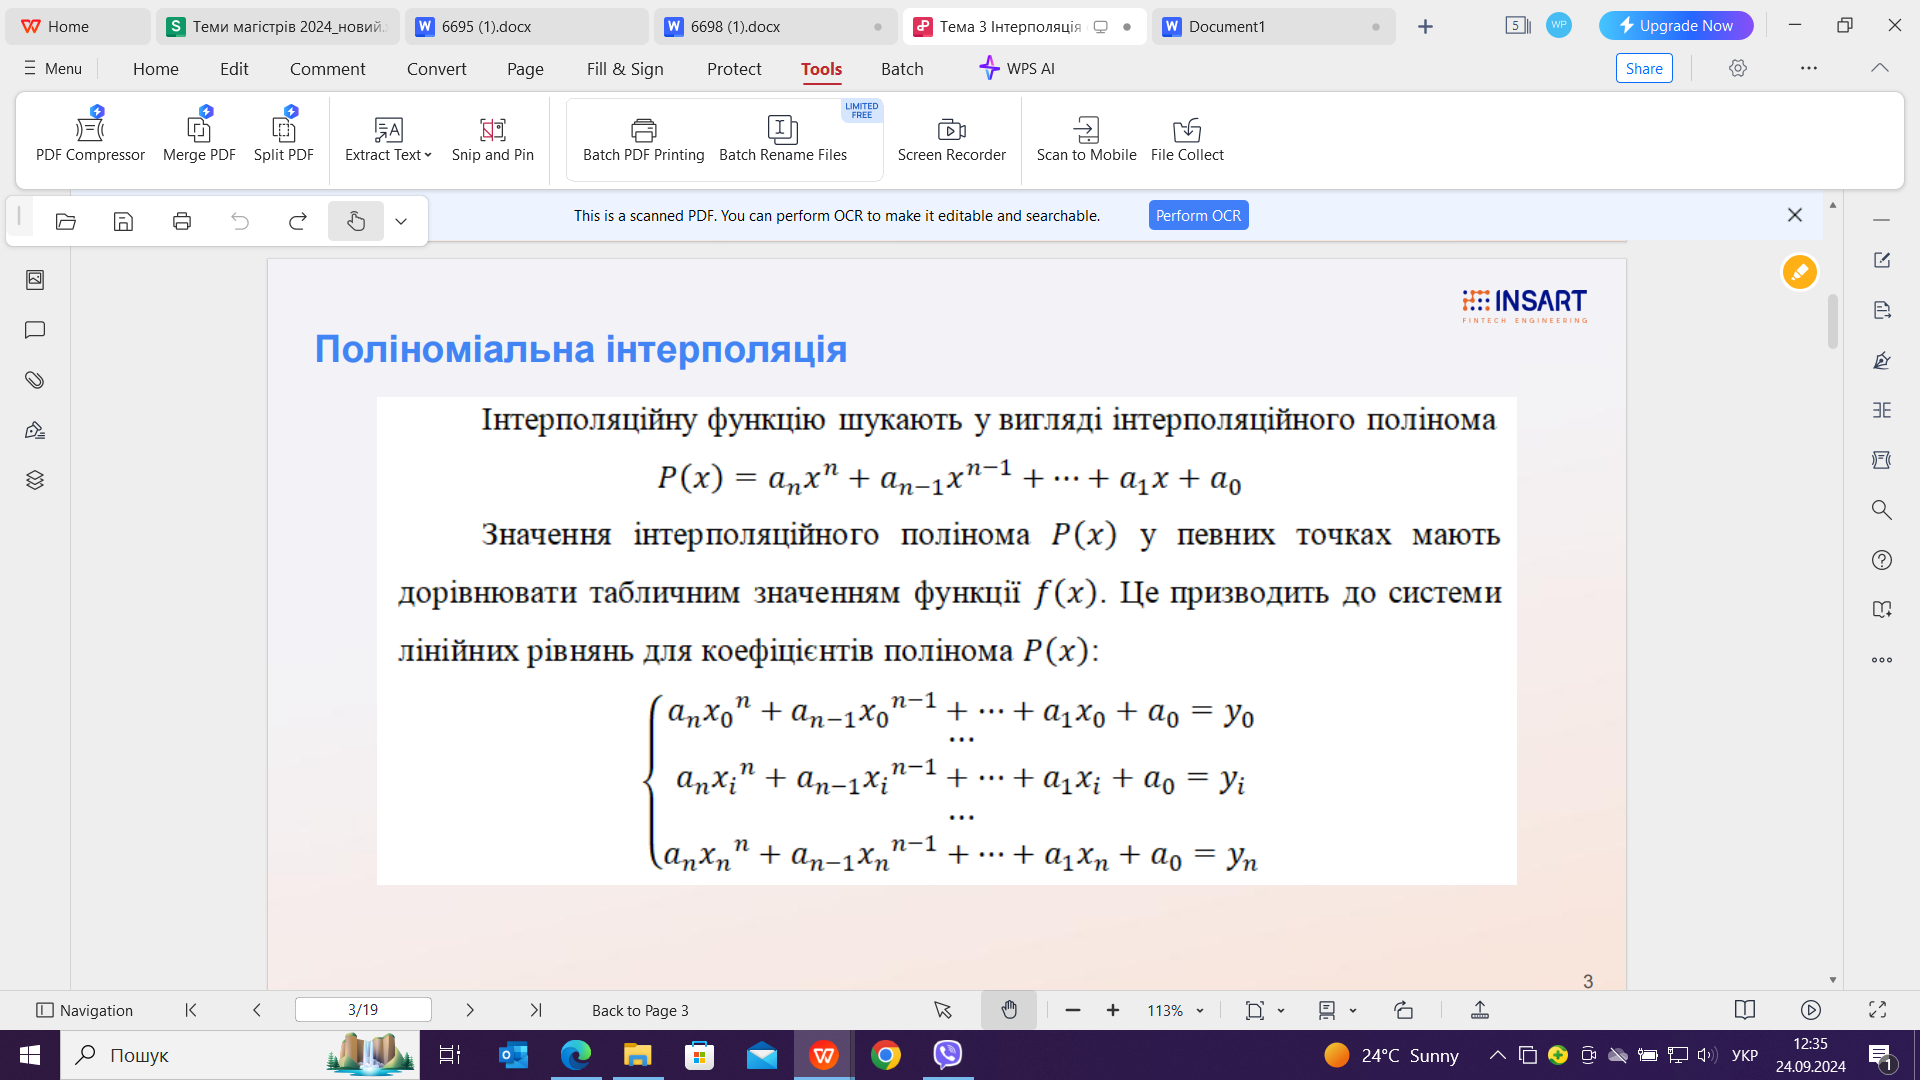 Home
Теми магістрів 2024_новий.
6695 (1).docx
6698 (1).docx
Тема 3 Інтерполяція
Document1
5
WP
Upgrade Now
Menu
Home
Edit
Comment
Convert
Page
Fill & Sign
Protect
Tools
Batch
WPS AI
Share
PDF Compressor
Merge PDF
Split PDF
Extract Text
Snip and Pin
Batch PDF Printing
Batch Rename Files
LIMITED FREE
Screen Recorder
Scan to Mobile
File Collect
This is a scanned PDF. You can perform OCR to make it editable and searchable.
Perform OCR
INSART
FINTECH ENGINEERING
Поліноміальна інтерполяція
Інтерполяційну функцію шукають у вигляді інтерполяційного полінома
P(x) = aₙxⁿ + aₙ₋₁xⁿ⁻¹ + ⋯ + a₁x + a₀
Значення інтерполяційного полінома P(x) у певних точках мають
дорівнювати табличним значенням функції f(x). Це призводить до системи
лінійних рівнянь для коефіцієнтів полінома P(x):
aₙx₀ⁿ + aₙ₋₁x₀ⁿ⁻¹ + ⋯ + a₁x₀ + a₀ = y₀
…
aₙxᵢⁿ + aₙ₋₁xᵢⁿ⁻¹ + ⋯ + a₁xᵢ + a₀ = yᵢ
…
aₙxₙⁿ + aₙ₋₁xₙⁿ⁻¹ + ⋯ + a₁xₙ + a₀ = yₙ
3
Navigation
3/19
Back to Page 3
113%
Пошук
24°C Sunny
УКР
12:35
24.09.2024
1